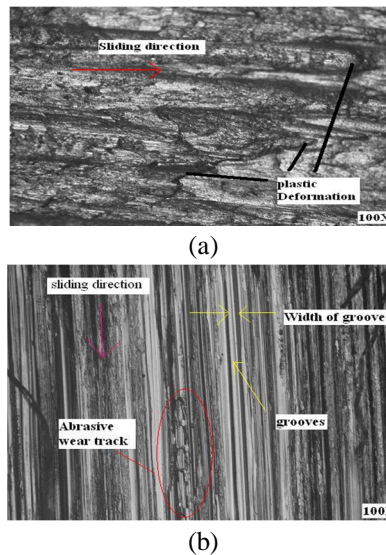 Sliding direction
plastic
Deformation
100X
(a)
sliding direction
Width of groove
Abrasive
wear track
grooves
100
(b)